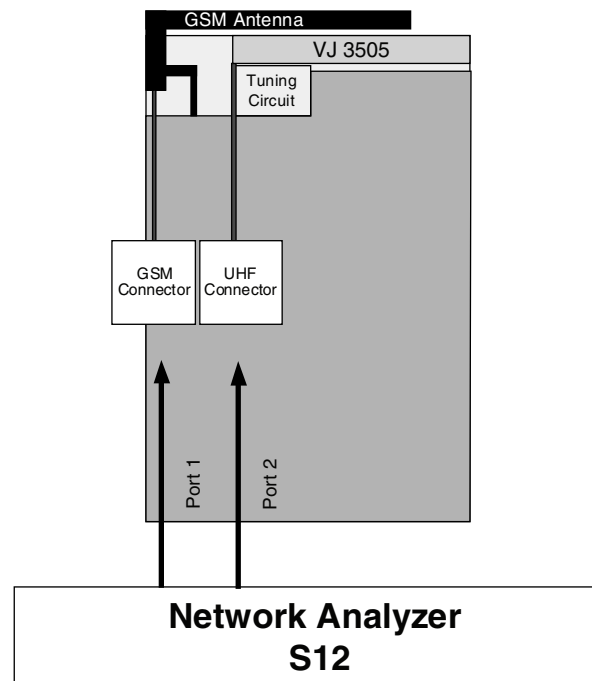 GSM Antenna
VJ 3505
Tuning
Circuit
GSM
Connector
UHF
Connector
Port 1
Port 2
Network Analyzer
S12